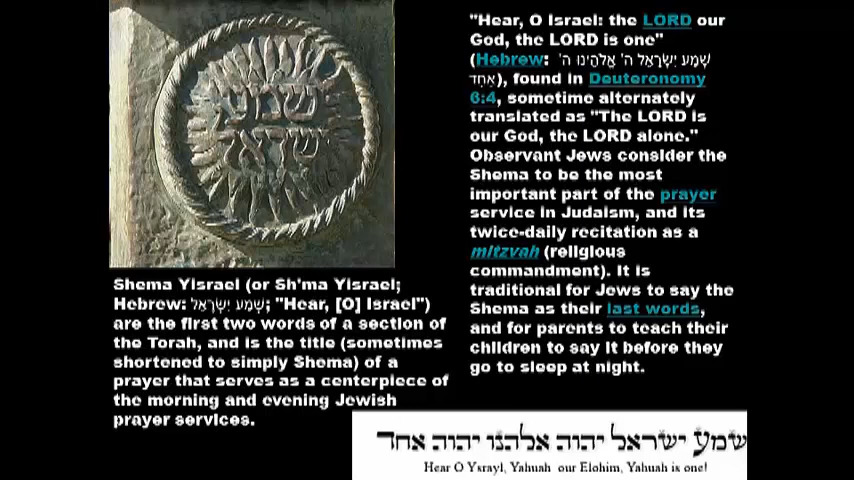 שמע
ישראל
Shema Yisrael (or Sh'ma Yisrael;
Hebrew: שְׁמַע יִשְׂרָאֵל; "Hear, [O] Israel")
are the first two words of a section of
the Torah, and is the title (sometimes
shortened to simply Shema) of a
prayer that serves as a centerpiece of
the morning and evening Jewish
prayer services.
"Hear, O Israel: the LORD our
God, the LORD is one"
(Hebrew: שְׁמַע יִשְׂרָאֵל ה' אֱלֹהֵינוּ ה'
אֶחָד), found in Deuteronomy
6:4, sometime alternately
translated as "The LORD is
our God, the LORD alone."
Observant Jews consider the
Shema to be the most
important part of the prayer
service in Judaism, and its
twice-daily recitation as a
mitzvah (religious
commandment). It is
traditional for Jews to say the
Shema as their last words,
and for parents to teach their
children to say it before they
go to sleep at night.
שמע ישראל יהוה אלהנו יהוה אחד
Hear O Ysrayl, Yahuah our Elohim, Yahuah is one!